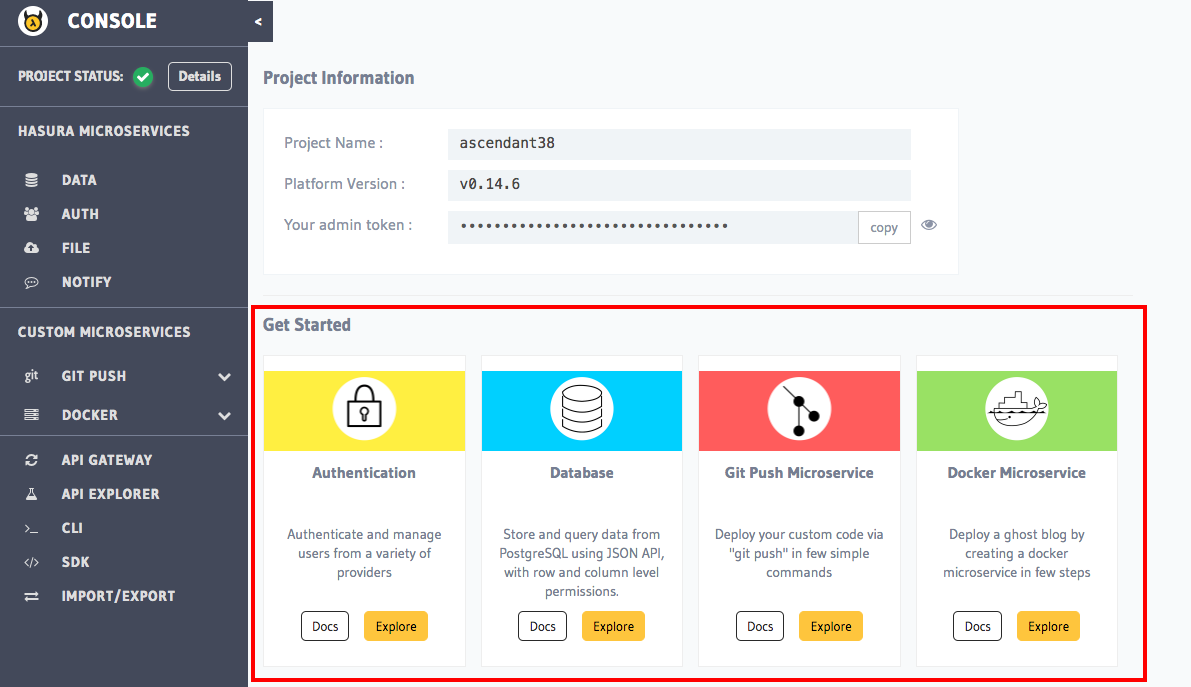 CONSOLE
<
PROJECT STATUS:
Details
HASURA MICROSERVICES
DATA
AUTH
FILE
NOTIFY
CUSTOM MICROSERVICES
git GIT PUSH
DOCKER
API GATEWAY
API EXPLORER
>_ CLI
</> SDK
IMPORT/EXPORT
Project Information
Project Name : ascendant38
Platform Version : v0.14.6
Your admin token : •••••••••••••••••••••••••••••••• copy
Get Started
Authentication
Authenticate and manage
users from a variety of
providers
Docs Explore
Database
Store and query data from
PostgreSQL using JSON API,
with row and column level
permissions.
Docs Explore
Git Push Microservice
Deploy your custom code via
"git push" in few simple
commands
Docs Explore
Docker Microservice
Deploy a ghost blog by
creating a docker
microservice in few steps
Docs Explore